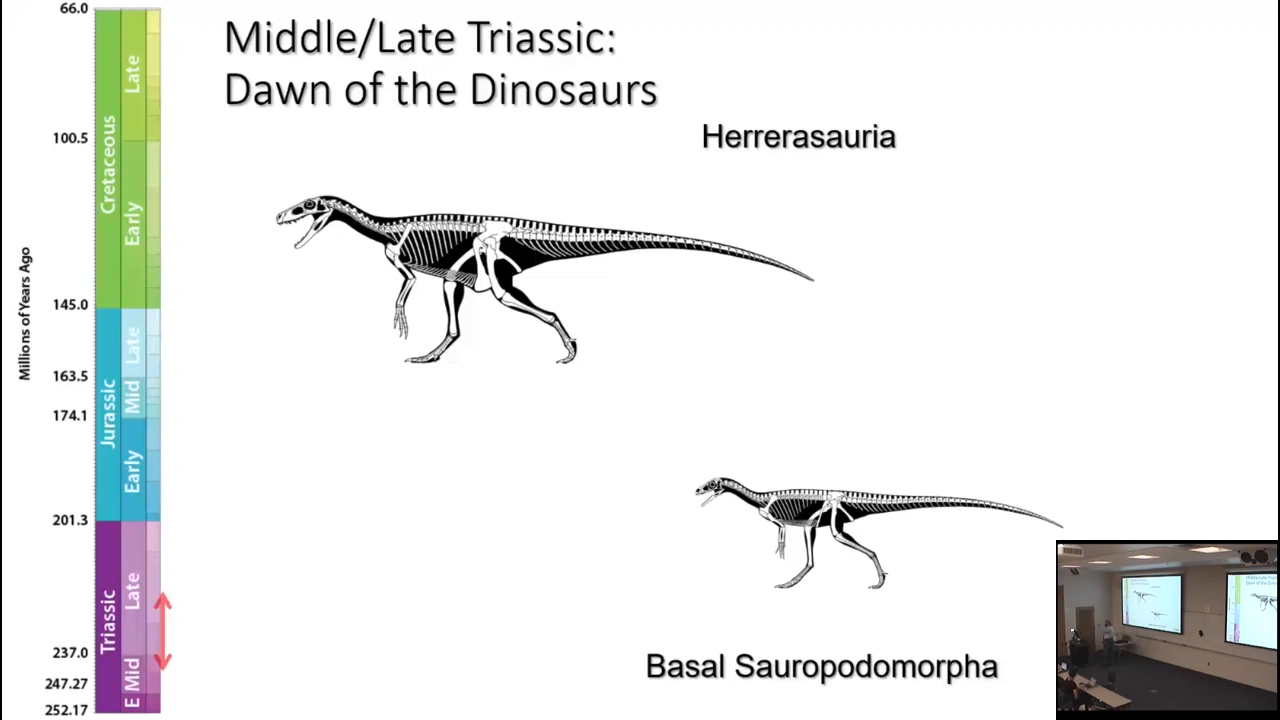 Middle/Late Triassic:
Dawn of the Dinosaurs
Herrerasauria
Basal Sauropodomorpha
Millions of Years Ago
66.0
100.5
145.0
163.5
174.1
201.3
237.0
247.27
252.17
Cretaceous
Late
Early
Jurassic
Late
Mid
Early
Triassic
Late
Mid
E